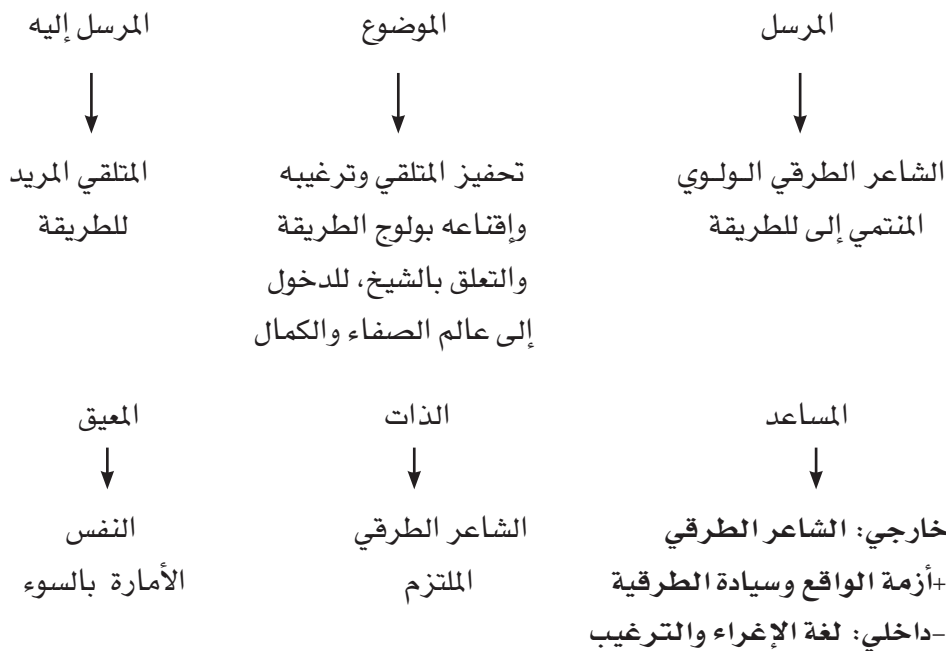 المرسل
الموضوع
المرسل إليه
الشاعر الطرقي الولوي
المنتمي إلى للطريقة
تحفيز المتلقي وترغيبه
وإقناعه بولوج الطريقة
والتعلق بالشيخ، للدخول
إلى عالم الصفاء والكمال
المتلقي المريد
للطريقة
المساعد
الذات
المعيق
خارجي: الشاعر الطرقي
+أزمة الواقع وسيادة الطرقية
-داخلي: لغة الإغراء والترغيب
الشاعر الطرقي
الملتزم
النفس
الأمارة بالسوء